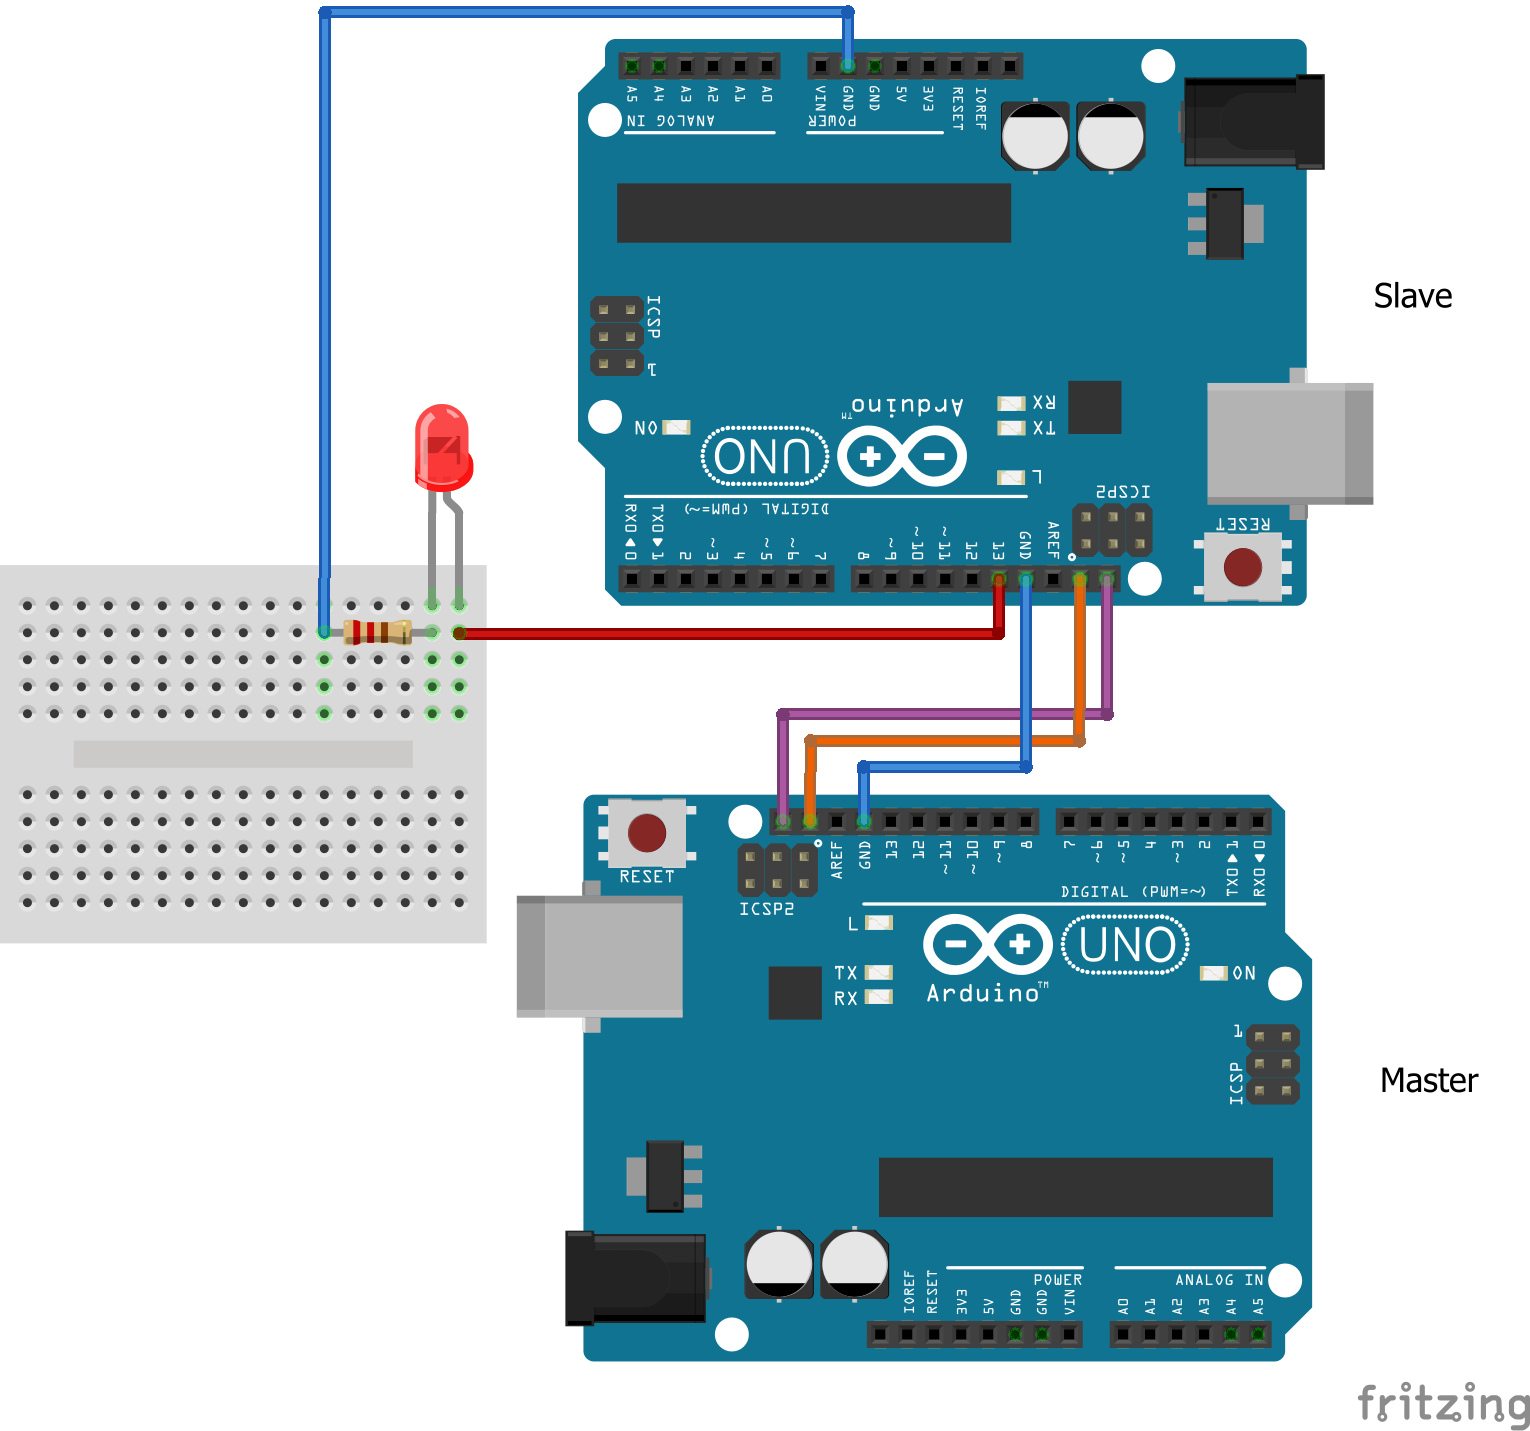 A5 A4 A3 A2 A1 A0 VIN GND GND 5V 3V3 RESET IOREF
ANALOG IN POWER
ICSP
1
Slave
Arduino™
RX
TX
ON
UNO
L
ICSP2
DIGITAL (PWM=~)
RESET
RX0 TX0 AREF
0 1 2 ~3 4 ~5 ~6 7 8 ~9 ~10 ~11 12 13 GND
RESET
ICSP2
AREF GND 13 12 ~11 ~10 ~9 8 7 ~6 ~5 4 ~3 2 TX0 1 RX0 0
DIGITAL (PWM=~)
L
UNO
TX
ON
RX
Arduino™
1
ICSP
Master
POWER ANALOG IN
IOREF RESET 3V3 5V GND GND VIN A0 A1 A2 A3 A4 A5
fritzing